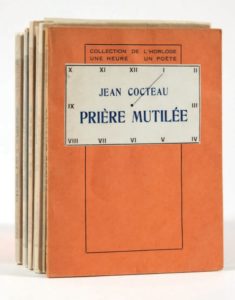 COLLECTION DE L'HORLOGE
UNE HEURE UN POÈTE
X XI XII I II
JEAN COCTEAU
IX III
PRIÈRE MUTILÉE
VIII VII VI V IV